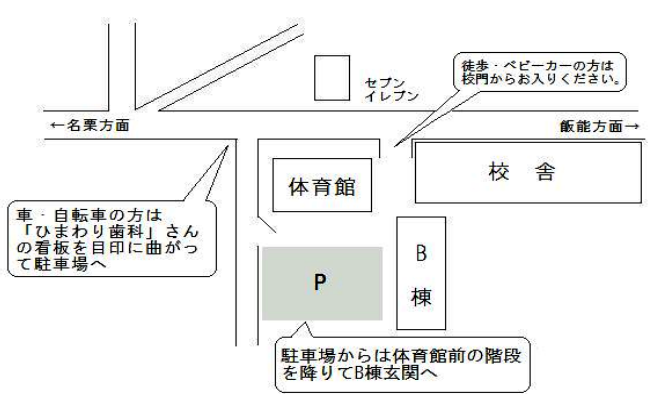 徒歩・ベビーカーの方は
校門からお入りください。
セブン
イレブン
←名栗方面
飯能方面→
体育館
校 舎
車・自転車の方は
「ひまわり歯科」さん
の看板を目印に曲がっ
て駐車場へ
B
棟
P
駐車場からは体育館前の階段
を降りてB棟玄関へ